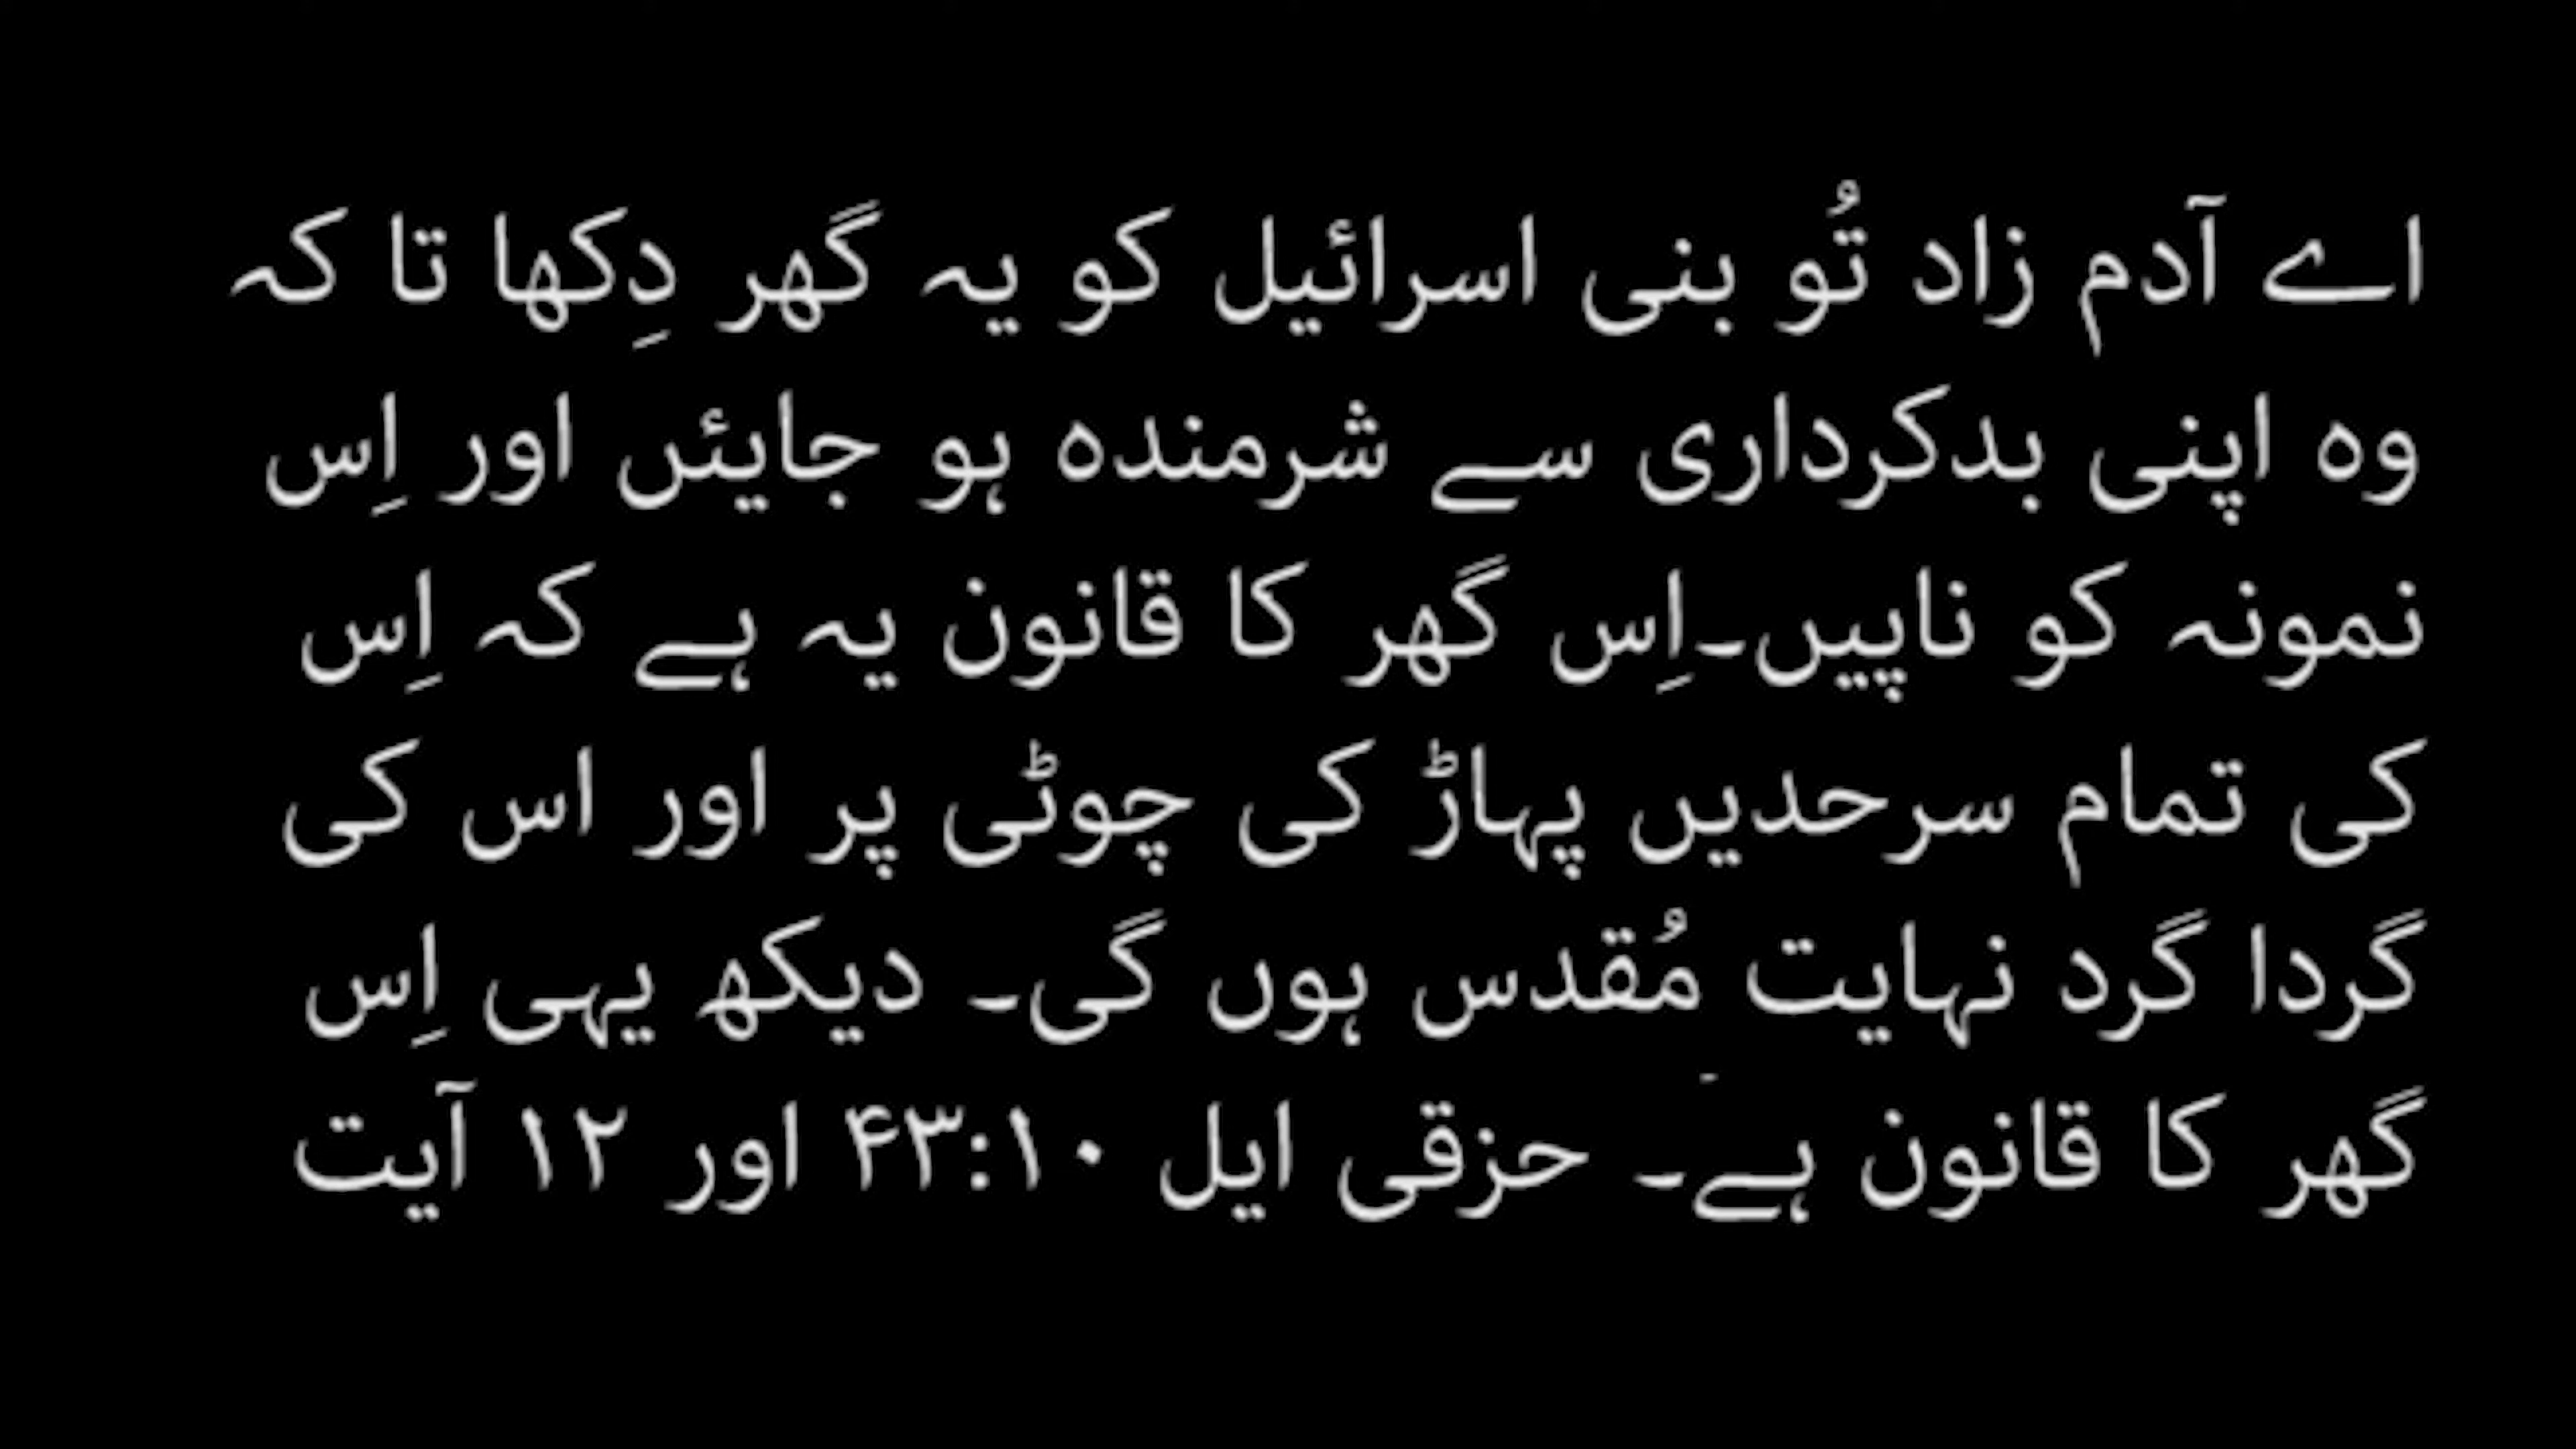 اے آدم زاد تُو بنی اسرائیل کو یہ گھر دِکھا تا کہ
وہ اپنی بدکرداری سے شرمندہ ہو جایئں اور اِس
نمونہ کو ناپیں۔اِس گھر کا قانون یہ ہے کہ اِس
کی تمام سرحدیں پہاڑ کی چوٹی پر اور اس کی
گردا گرد نہایت مُقدس ہوں گی۔ دیکھ یہی اِس
گھر کا قانون ہےَ۔ حزقی ایل ۴۳:۱۰ اور ۱۲ آیت